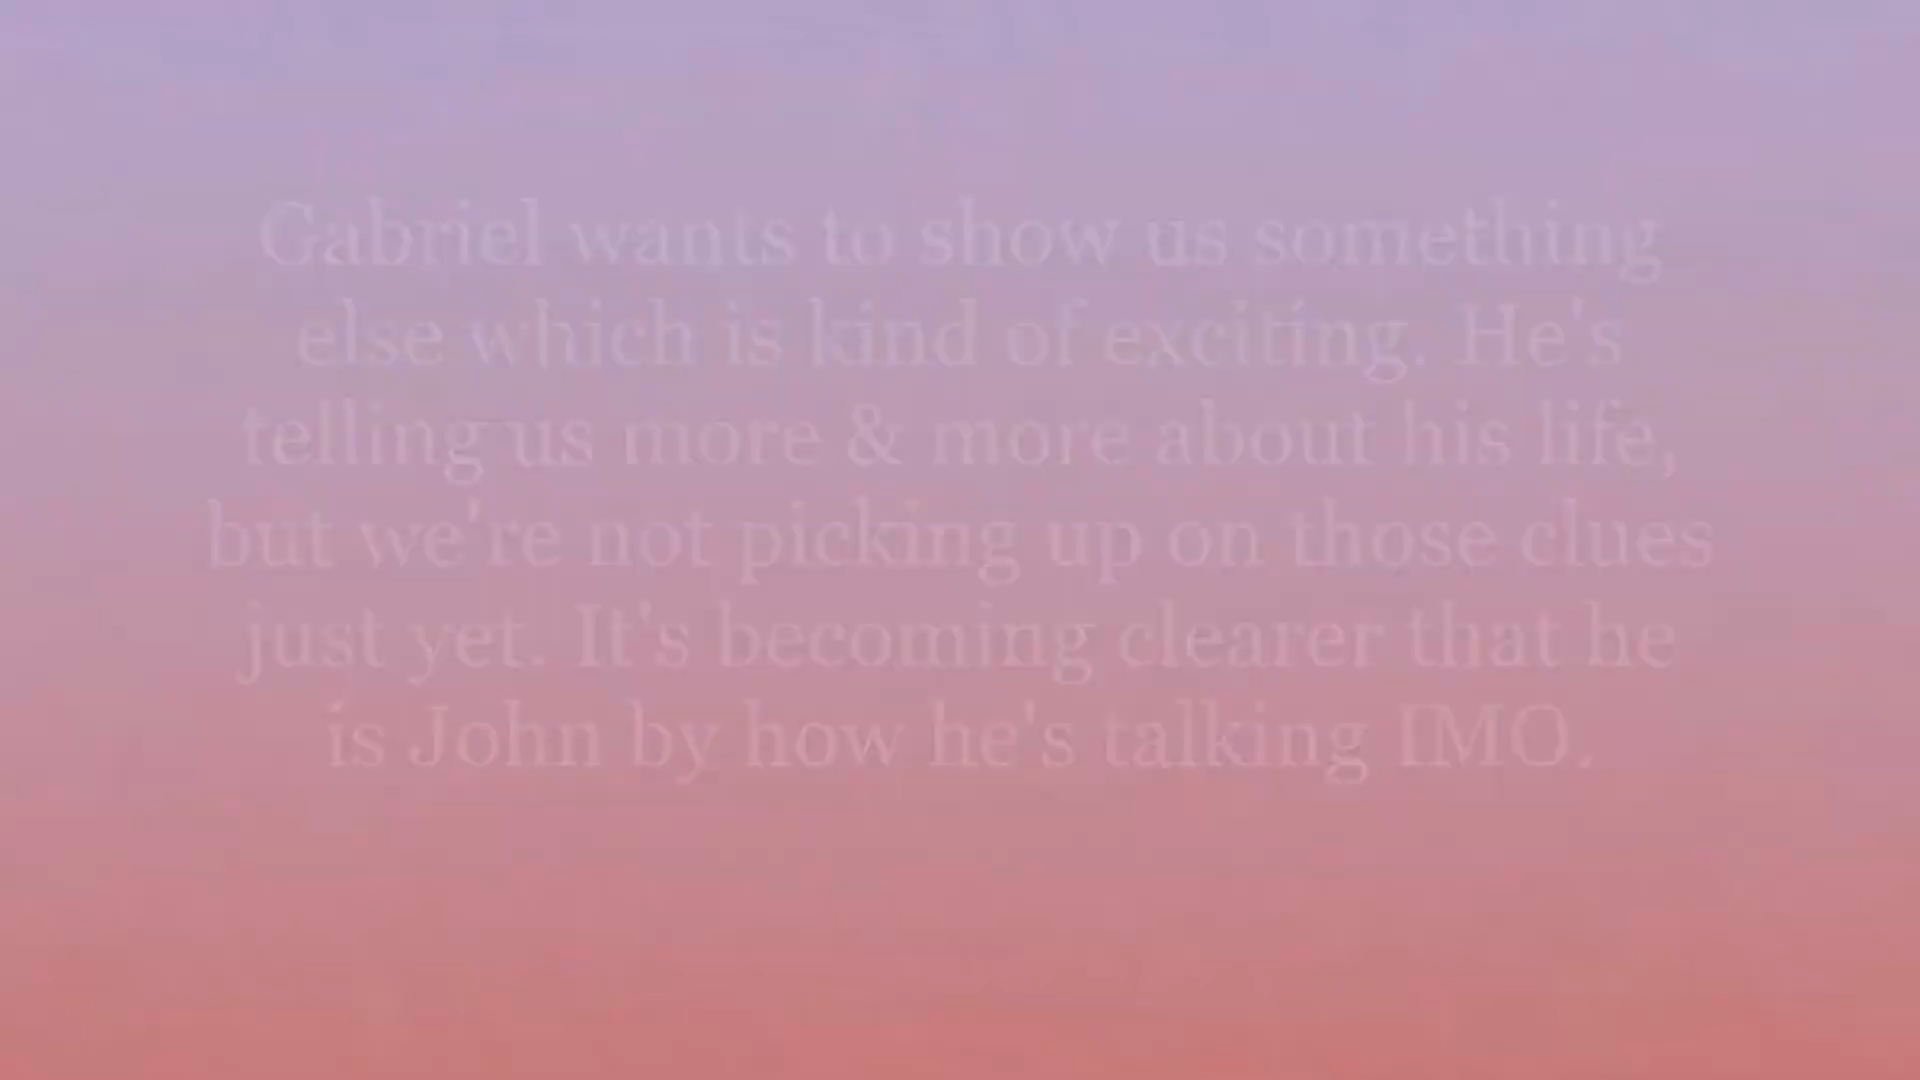 Gabriel wants to show us something
else which is kind of exciting. He's
telling us more & more about his life,
but we're not picking up on those clues
just yet. It's becoming clearer that he
is John by how he's talking IMO.